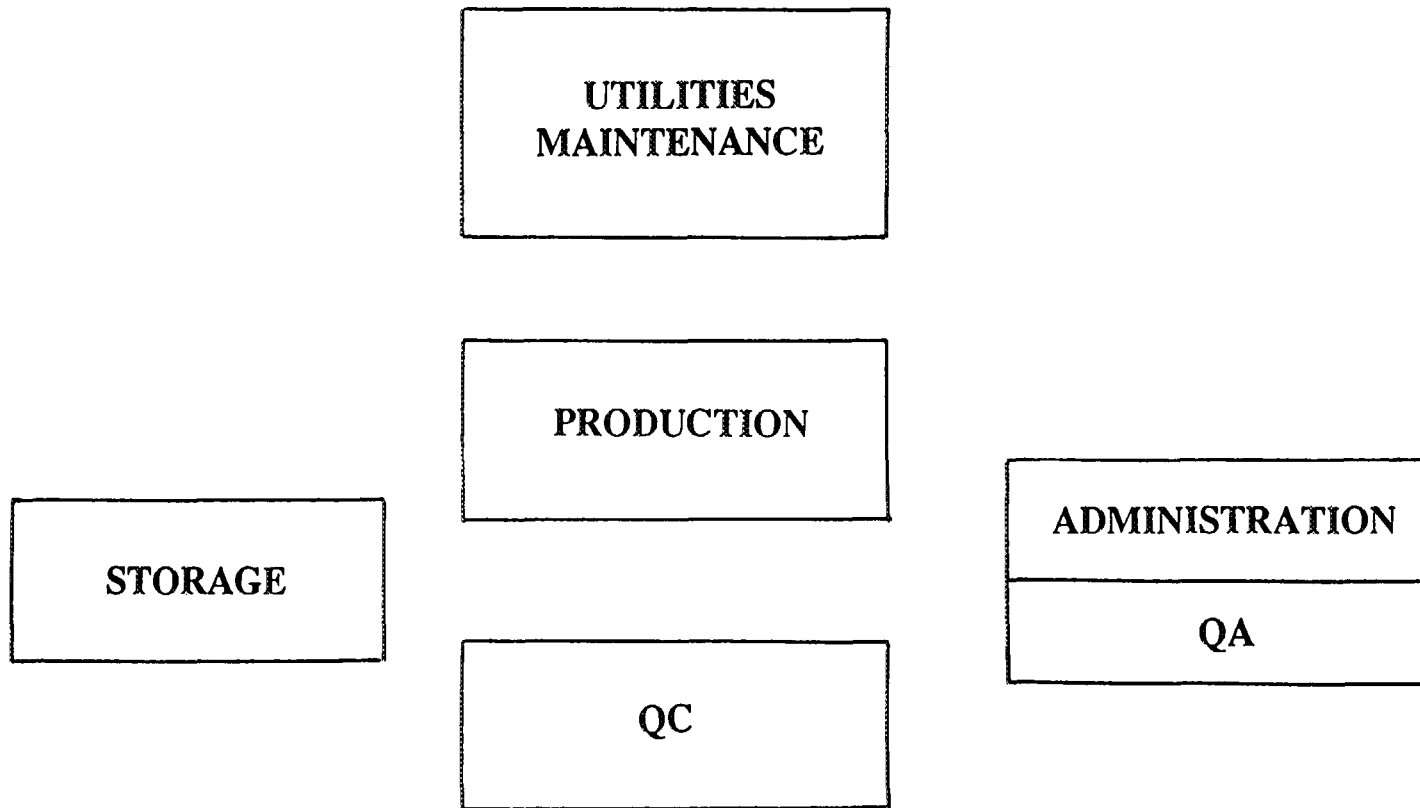 UTILITIES
MAINTENANCE
PRODUCTION
STORAGE
ADMINISTRATION
QA
QC